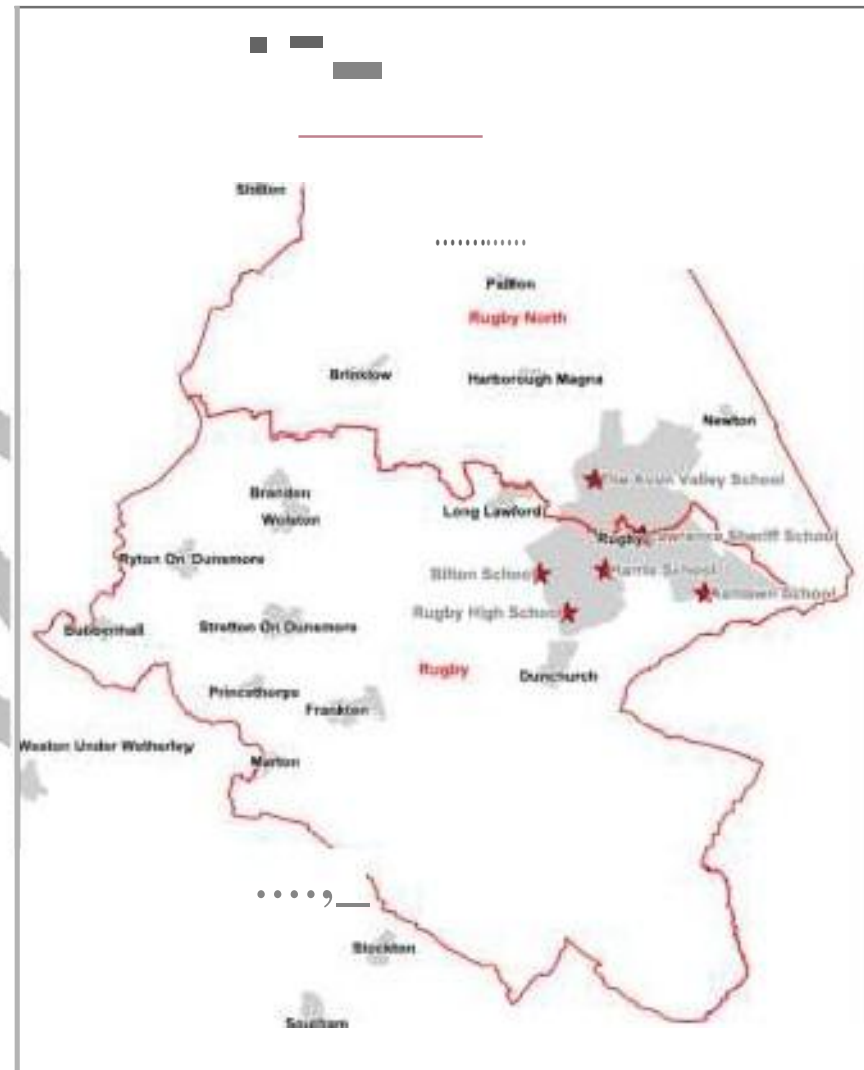 Shilton
Pailton
Rugby North
Brinklow
Harborough Magna
Newton
The Avon Valley School
Brandon
Wolston
Long Lawford
Rugby
Lawrence Sheriff School
Ryton On Dunsmore
Bilton School
Harris School
Ashlawn School
Rugby High School
Bubbenhall
Stretton On Dunsmore
Rugby
Dunchurch
Princethorpe
Frankton
Weston Under Wetherley
Marton
Stockton
Southam